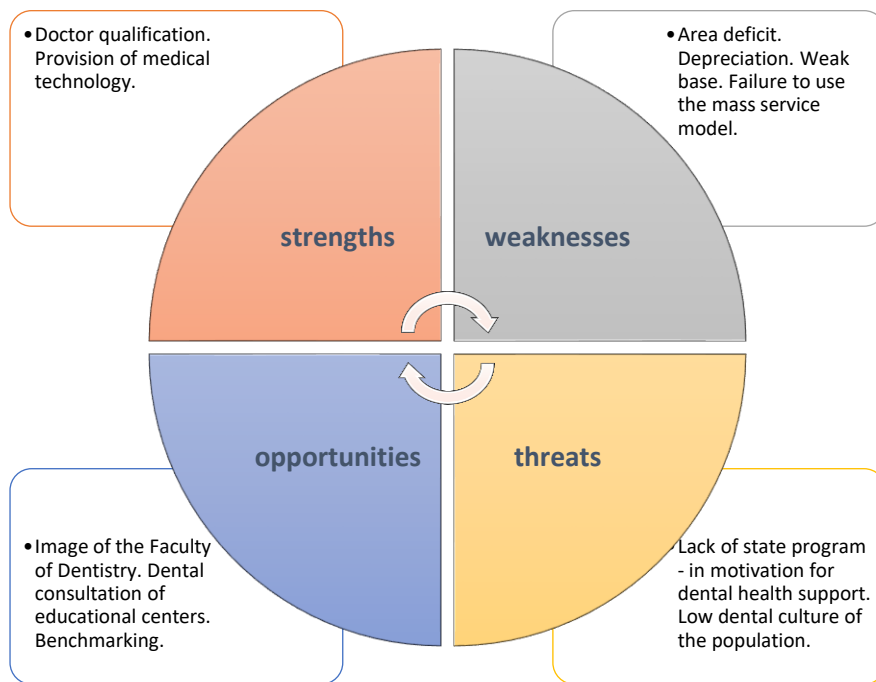 •Doctor qualification.
Provision of medical
technology.
•Area deficit.
Depreciation. Weak
base. Failure to use
the mass service
model.
strengths
weaknesses
opportunities
threats
•Image of the Faculty
of Dentistry. Dental
consultation of
educational centers.
Benchmarking.
•Lack of state program
- in motivation for
dental health support.
Low dental culture of
the population.